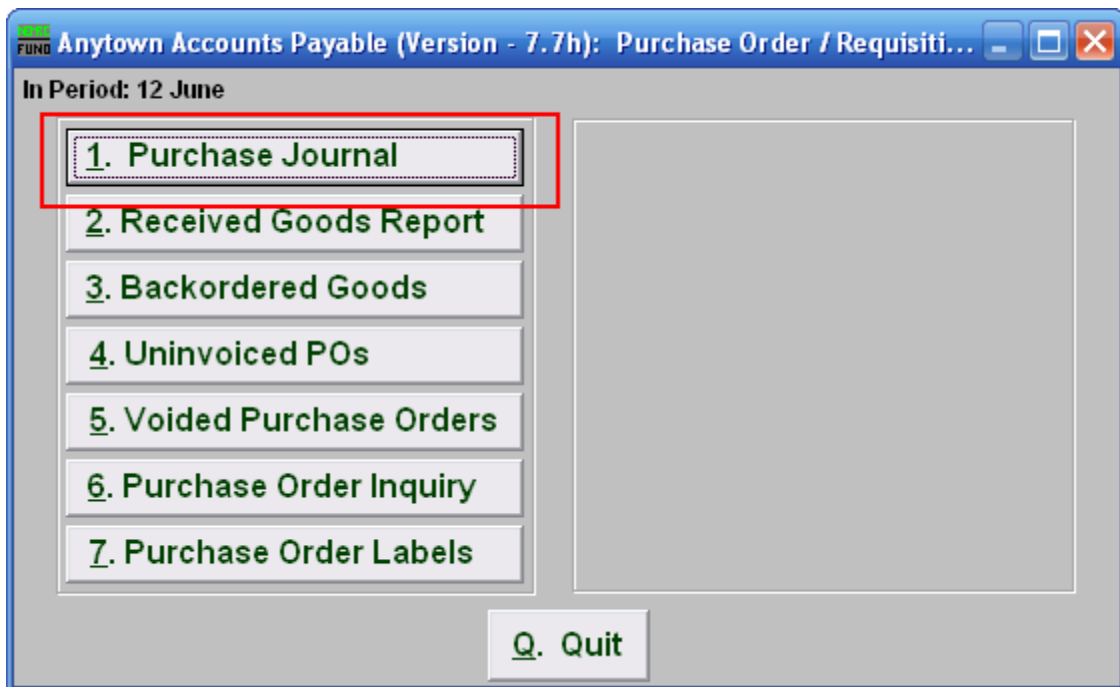 FUND Anytown Accounts Payable (Version - 7.7h): Purchase Order / Requisiti...
In Period: 12 June
1. Purchase Journal
2. Received Goods Report
3. Backordered Goods
4. Uninvoiced POs
5. Voided Purchase Orders
6. Purchase Order Inquiry
7. Purchase Order Labels
Q. Quit